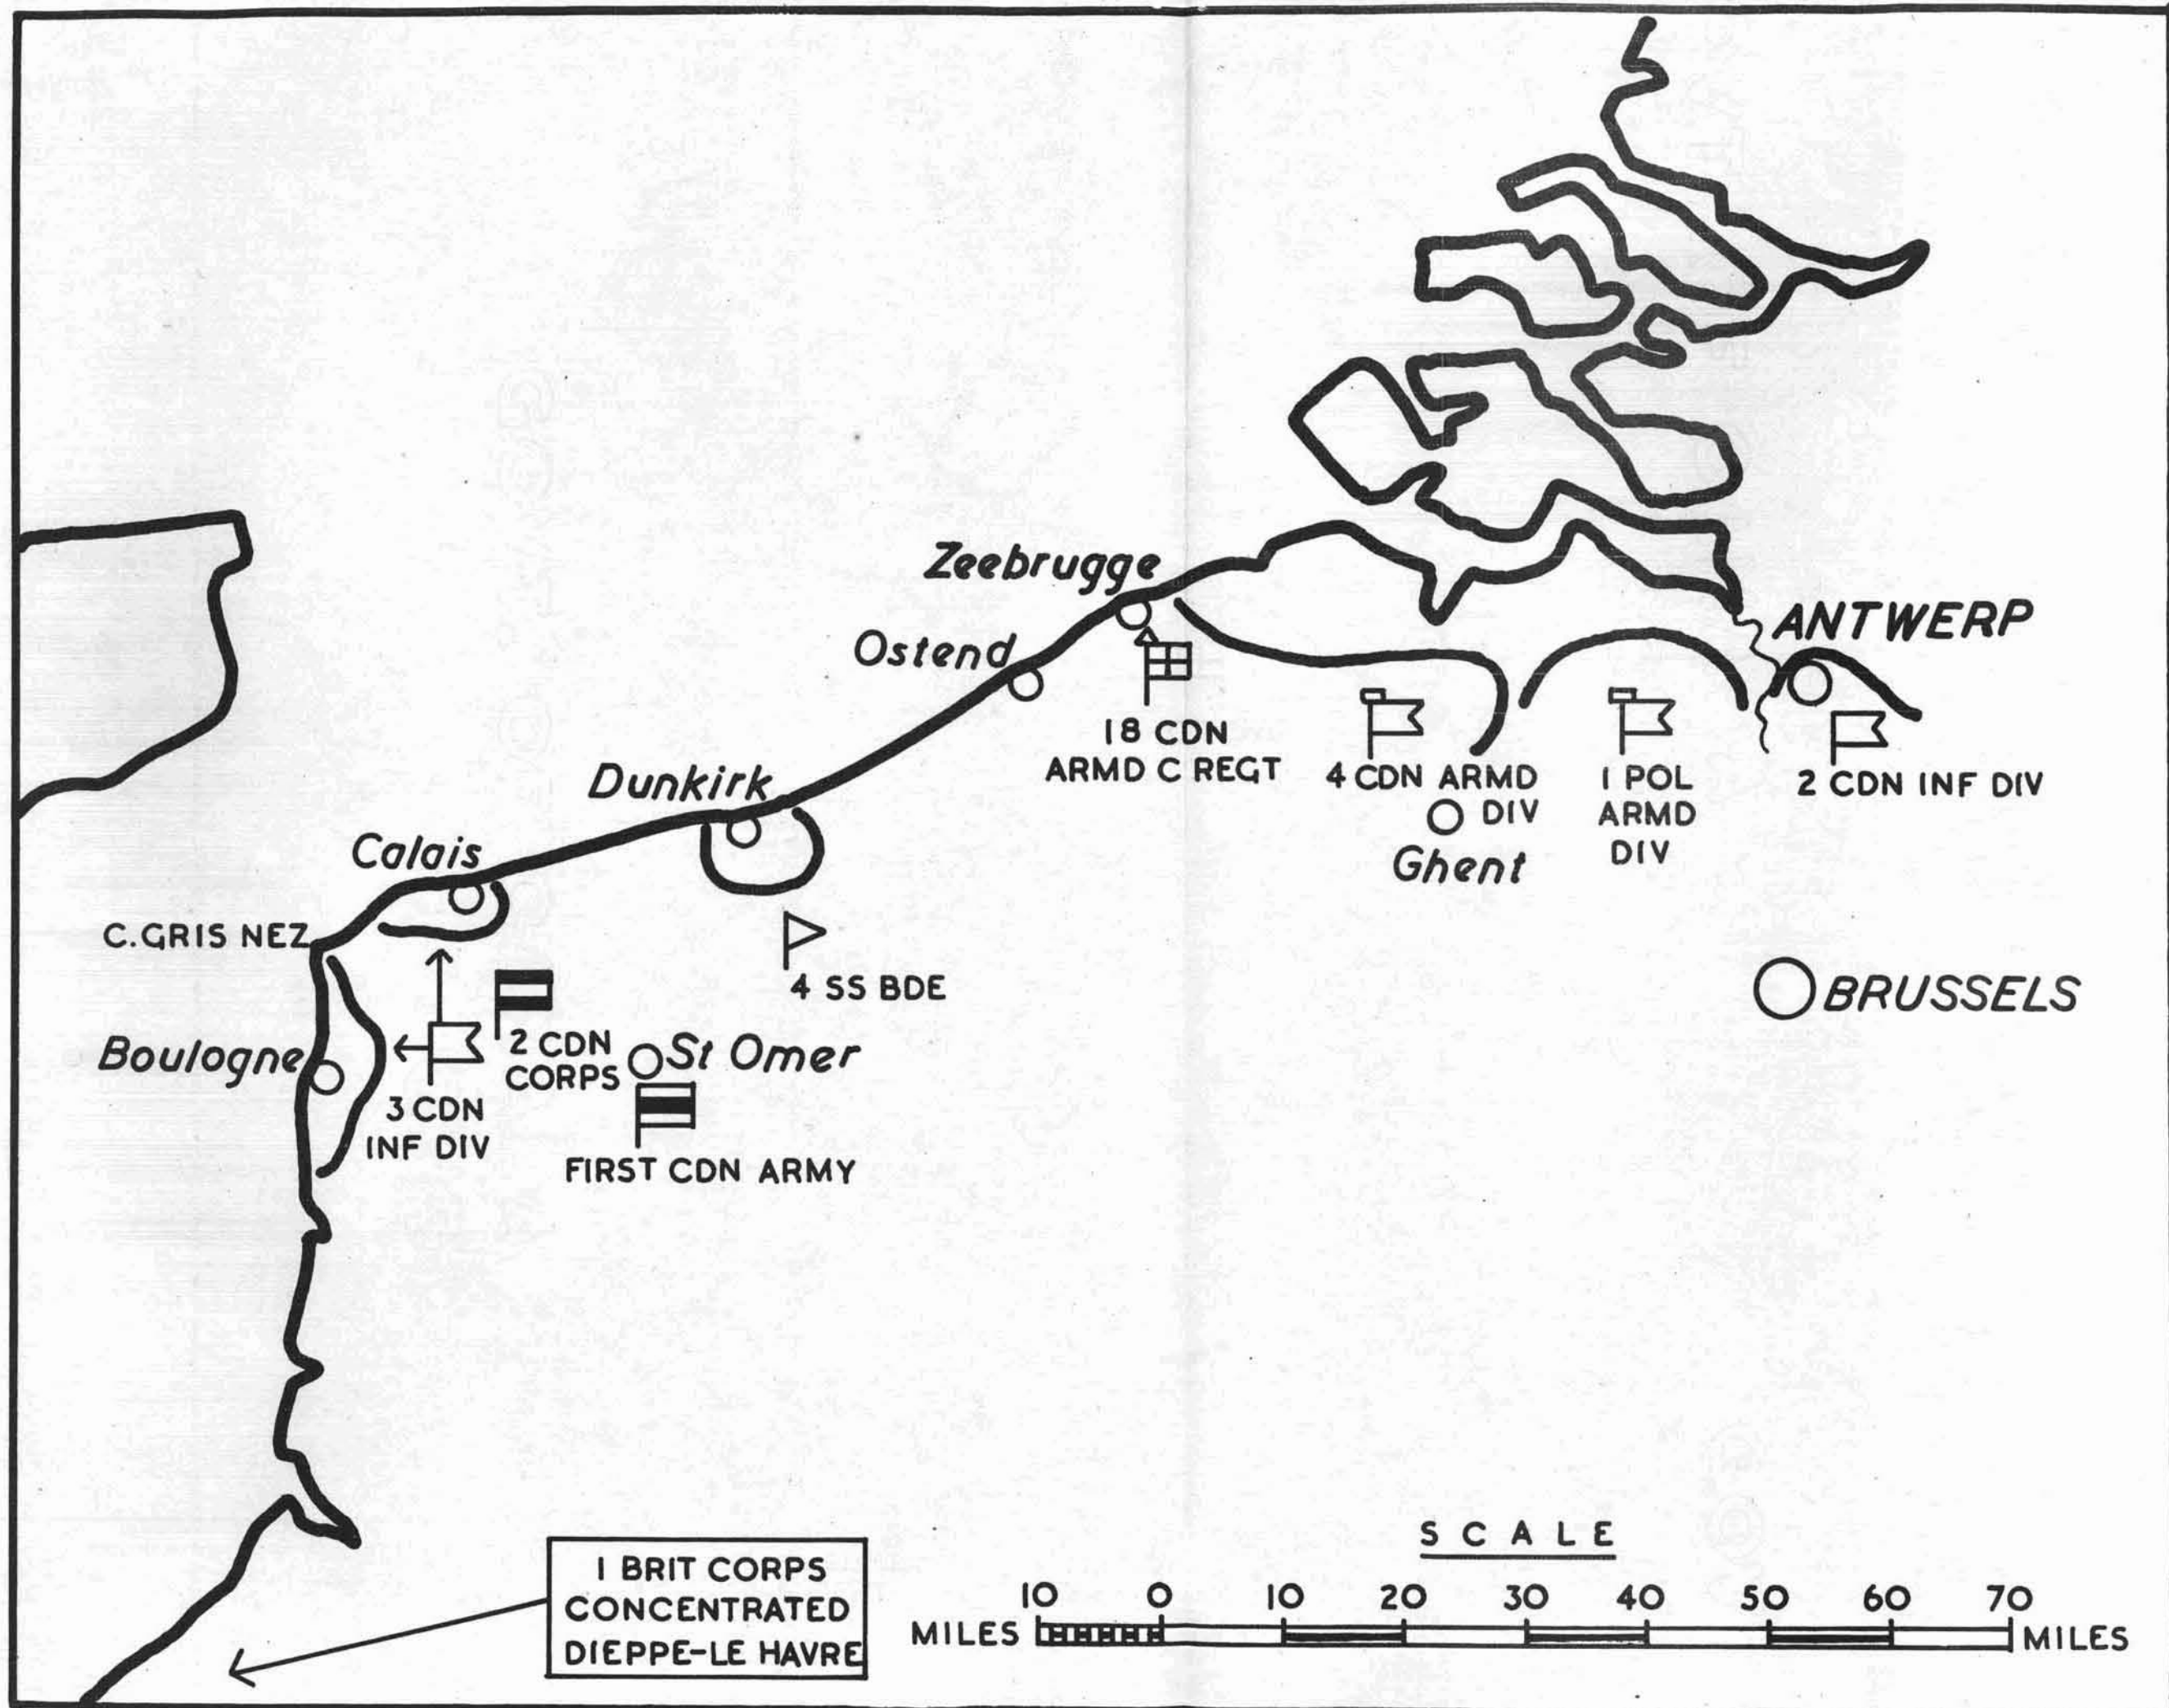 Zeebrugge
ANTWERP
Ostend
18 CDN
ARMD C REGT
4 CDN ARMD
DIV
Ghent
1 POL
ARMD
DIV
2 CDN INF DIV
Dunkirk
Calais
C. GRIS NEZ
4 SS BDE
BRUSSELS
Boulogne
2 CDN
CORPS
St Omer
3 CDN
INF DIV
FIRST CDN ARMY
1 BRIT CORPS
CONCENTRATED
DIEPPE-LE HAVRE
SCALE
10 0 10 20 30 40 50 60 70
MILES MILES